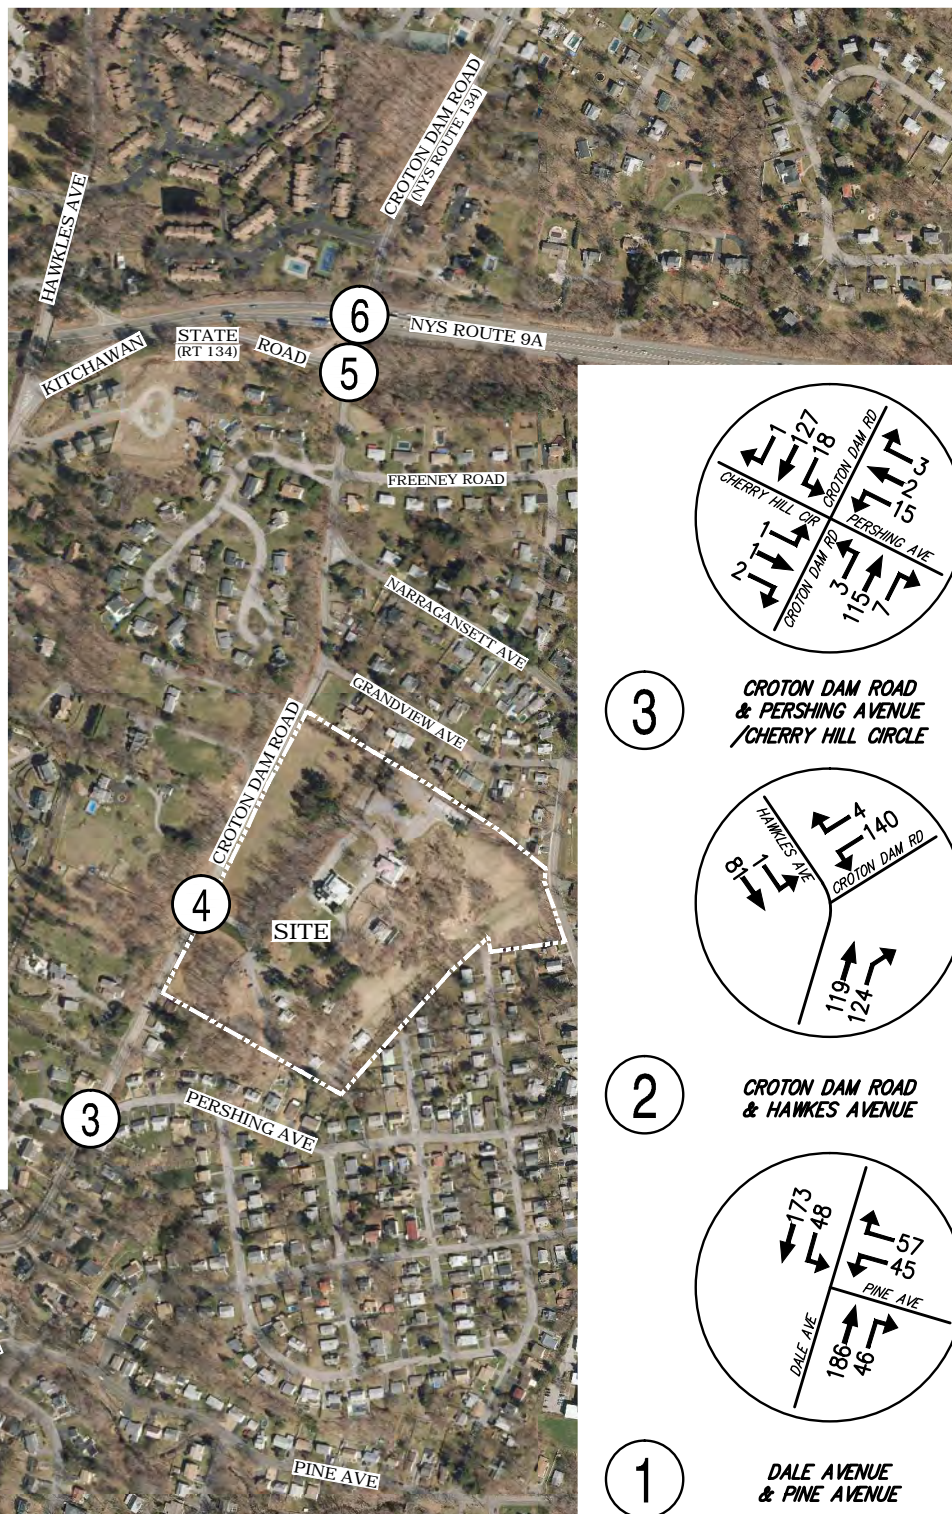 CROTON DAM ROAD
(NYS ROUTE 134)
HAWKLES AVE
6
NYS ROUTE 9A
STATE
(RT 134)
ROAD
KITCHAWAN
5
FREENEY ROAD
NARRAGANSETT AVE
GRANDVIEW AVE
CROTON DAM ROAD
4
SITE
3
PERSHING AVE
PINE AVE
1
127
18
CROTON DAM RD
3
2
15
CHERRY HILL CIR
PERSHING AVE
1
1
2
CROTON DAM RD
3
115
7
3
CROTON DAM ROAD
& PERSHING AVENUE
/CHERRY HILL CIRCLE
HAWKLES AVE
4
140
CROTON DAM RD
81
1
119
124
2
CROTON DAM ROAD
& HAWKES AVENUE
173
48
57
45
PINE AVE
DALE AVE
186
46
1
DALE AVENUE
& PINE AVENUE